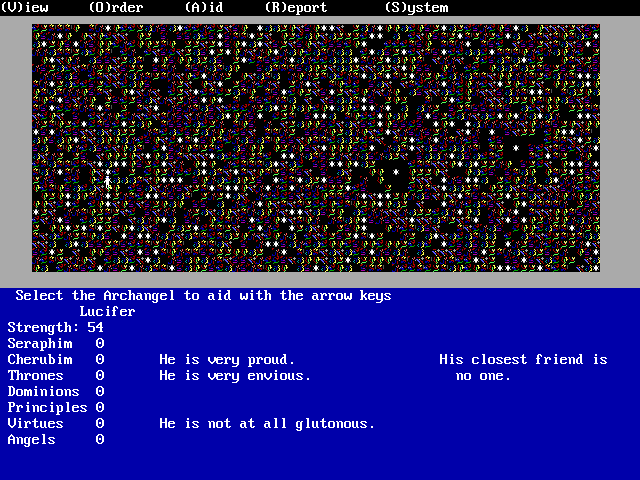 (V)iew (O)rder (A)id (R)eport (S)ystem
Select the Archangel to aid with the arrow keys
Lucifer
Strength: 54
Seraphim 0
Cherubim 0 He is very proud. His closest friend is
Thrones 0 He is very envious. no one.
Dominions 0
Principles 0
Virtues 0 He is not at all glutonous.
Angels 0